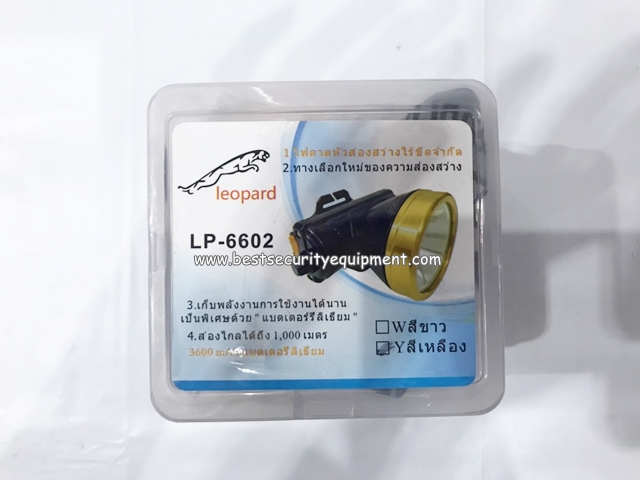 1.ไฟคาดหัวส่องสว่างไร้ขีดจำกัด
2.ทางเลือกใหม่ของความส่องสว่าง
leopard
LP-6602
www.bestsecurityequipment.com
3.เก็บพลังงานการใช้งานได้นาน
เป็นพิเศษด้วย " แบตเตอร์รี่ลิเธียม "
4.ส่องไกลได้ถึง 1,000 เมตร
3600 แบตเตอรี่ลิเธียม
Wสีขาว
Yสีเหลือง